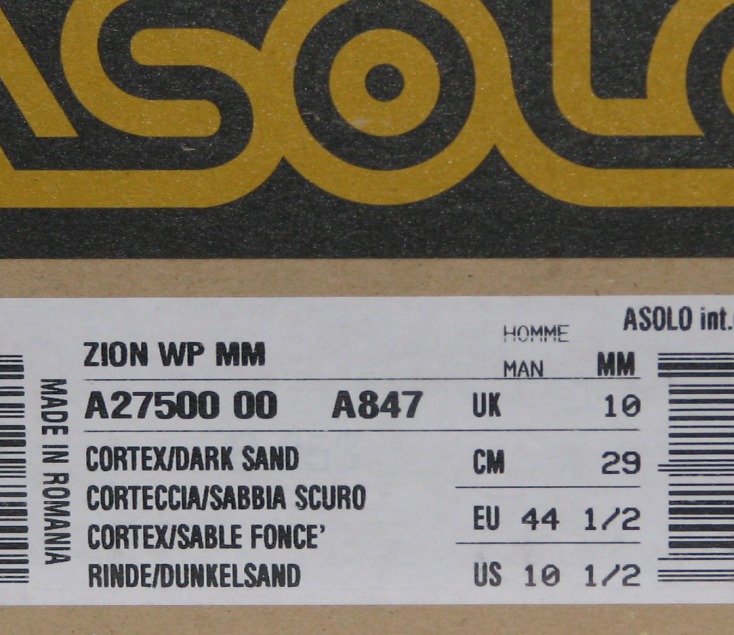 ASOLO
ASOLO int.
HOMME
ZION WP MM
MAN MM
A27500 00 A847 UK 10
CORTEX/DARK SAND CM 29
CORTECCIA/SABBIA SCURO
CORTEX/SABLE FONCE' EU 44 1/2
RINDE/DUNKELSAND US 10 1/2
MADE IN ROMANIA